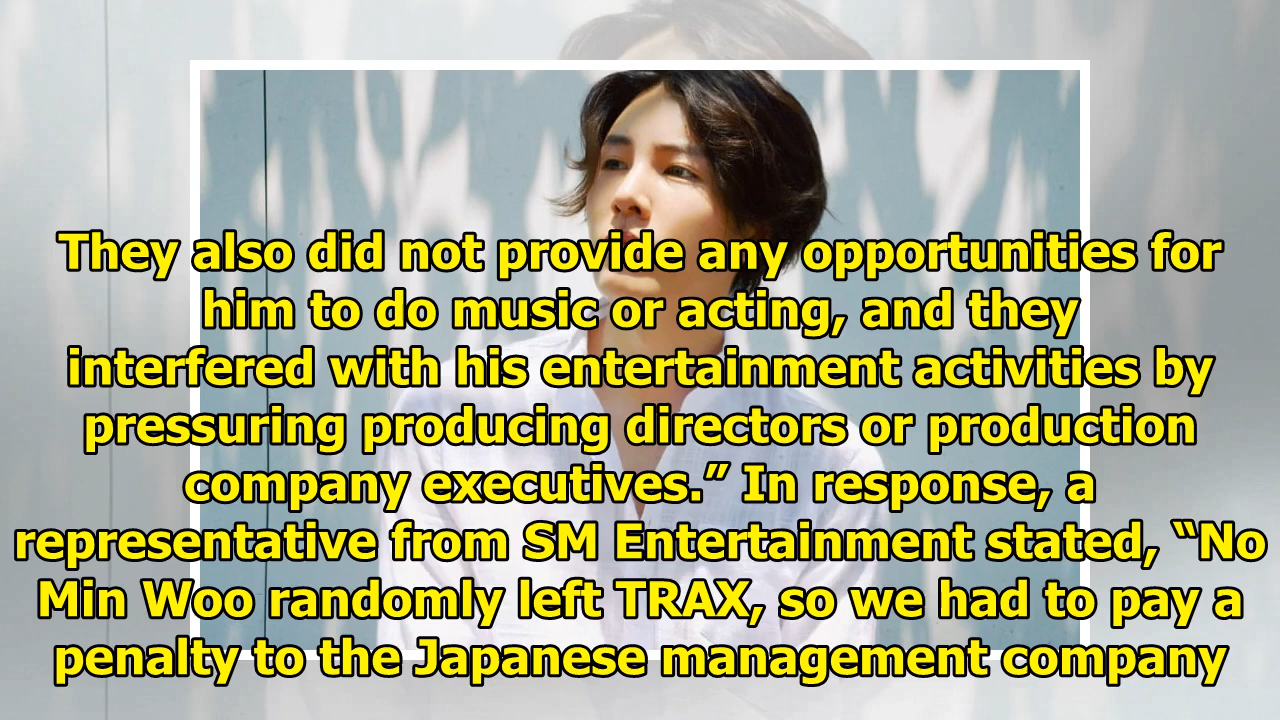 They also did not provide any opportunities for
him to do music or acting, and they
interfered with his entertainment activities by
pressuring producing directors or production
company executives.” In response, a
representative from SM Entertainment stated, “No
Min Woo randomly left TRAX, so we had to pay a
penalty to the Japanese management company